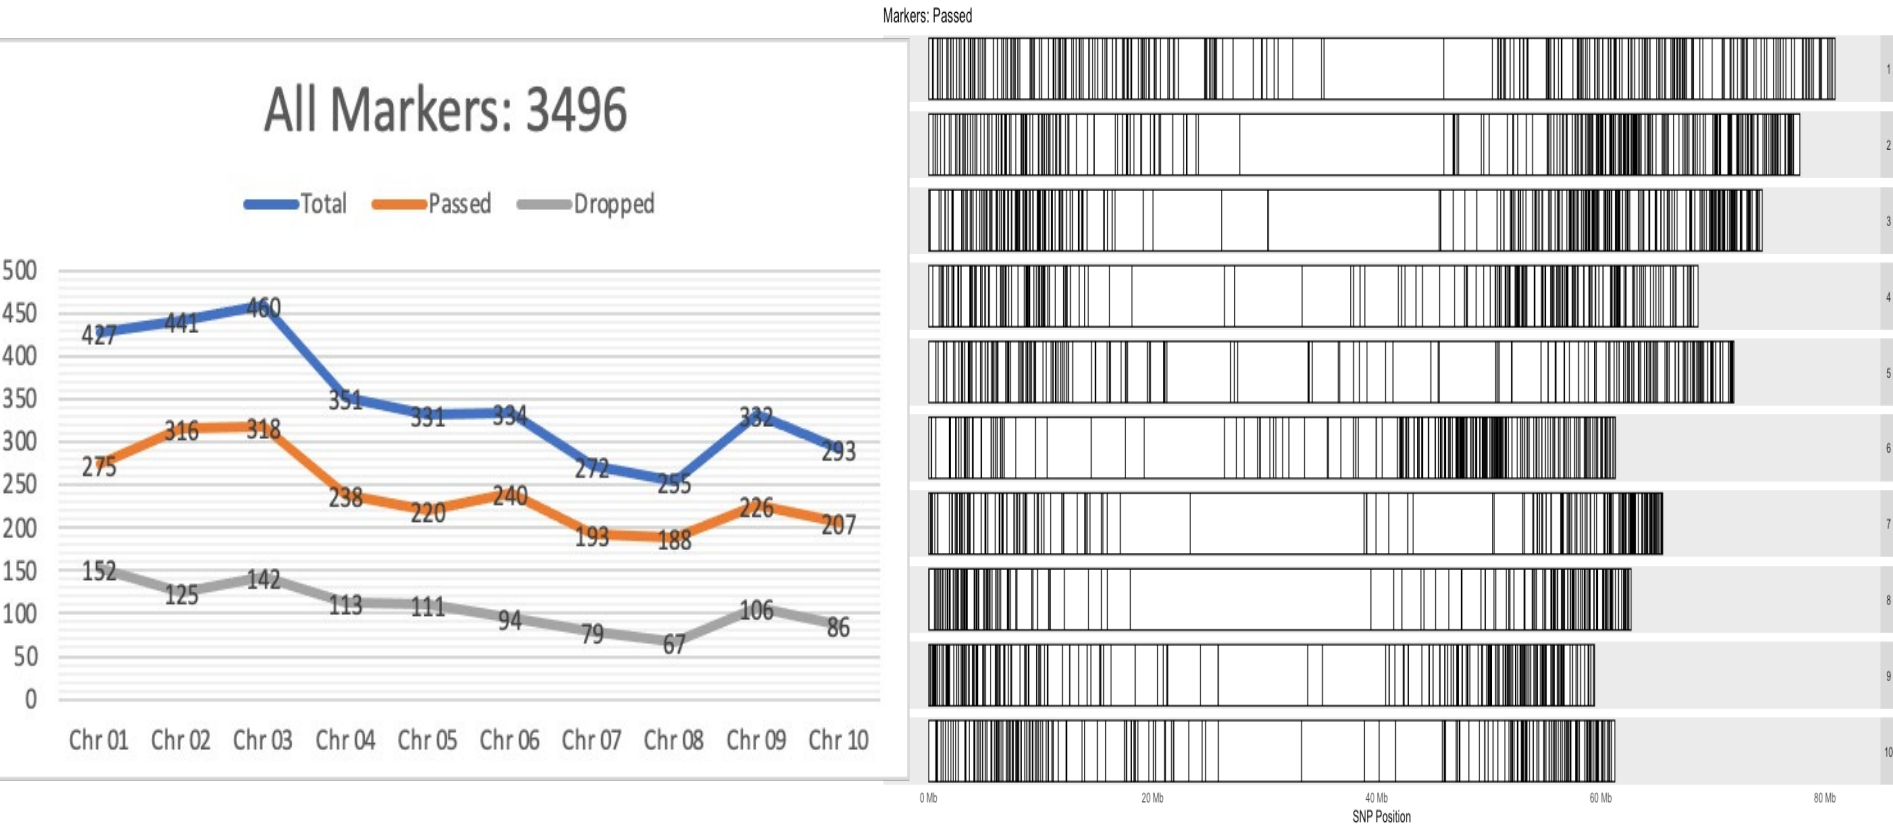 All Markers: 3496
Total Passed Dropped
500
450
400
350
300
250
200
150
100
50
0
427 441 460 351 331 334 272 255 332 293
275 316 318 238 220 240 193 188 226 207
152 125 142 113 111 94 79 67 106 86
Chr 01 Chr 02 Chr 03 Chr 04 Chr 05 Chr 06 Chr 07 Chr 08 Chr 09 Chr 10
Markers: Passed
1
2
3
4
5
6
7
8
9
10
0 Mb 20 Mb 40 Mb 60 Mb 80 Mb
SNP Position